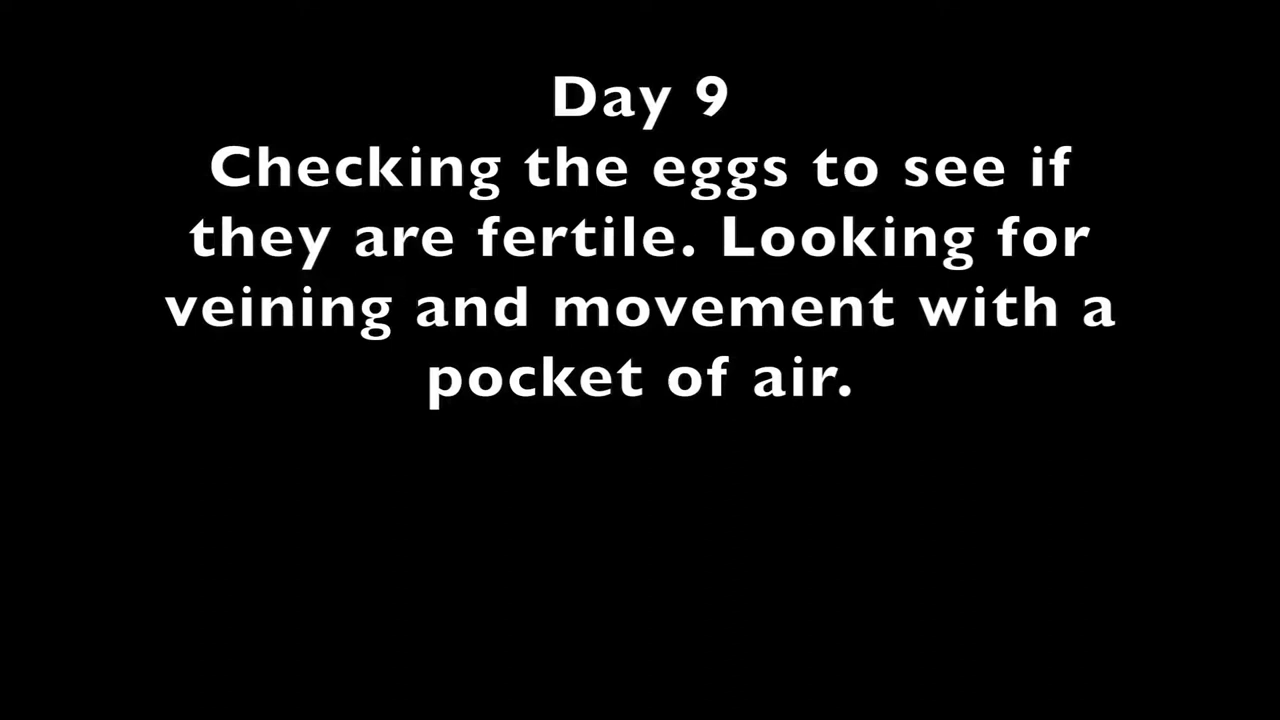 Day 9
Checking the eggs to see if
they are fertile. Looking for
veining and movement with a
pocket of air.